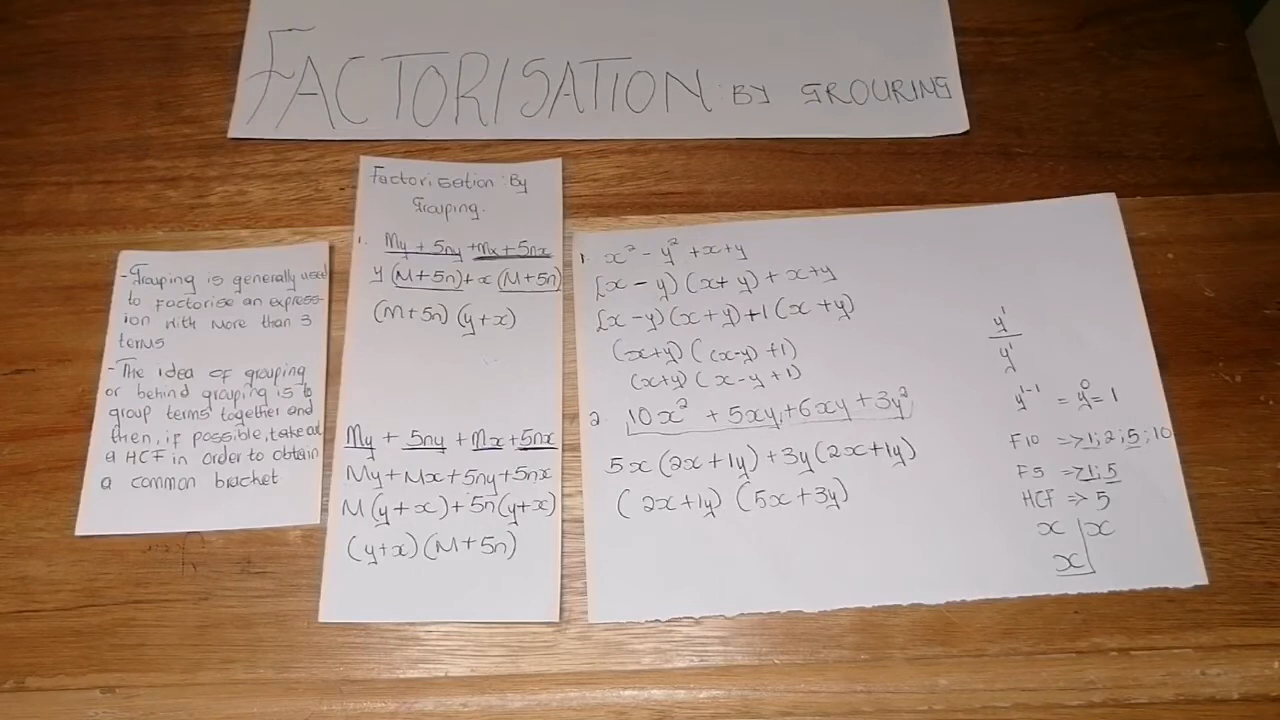 FACTORISATION: BY GROURING
-Grouping is generally used
to factorise an express-
ion with more than 3
terms
-The idea of grouping
or behind grouping is to
group terms together and
then, if possible, take out
a HCF in order to obtain
a common bracket
Factorisation: By
Grouping.
1. My + 5ny + Mx + 5nx
y (M+5n) + x (M+5n)
(M+5n) (y+x)
My + 5ny + Mx + 5nx
My+Mx+5ny+5nx
M(y+x)+5n(y+x)
(y+x)(M+5n)
1. x² - y² + x+y
[x - y) (x+ y) + x+y
[x-y)(x+y)+1(x+y)
(x+y) ((x-y) +1)
(x+y) (x-y+1)
2. 10x² + 5xy + 6xy + 3y²
5x(2x+1y)+3y(2x+1y)
(2x+1y) (5x+3y)
y¹
y¹
y¹⁻¹ = y⁰= 1
F10 => 1;2;5;10
F5 => 1;5
HCF => 5
x | x
x